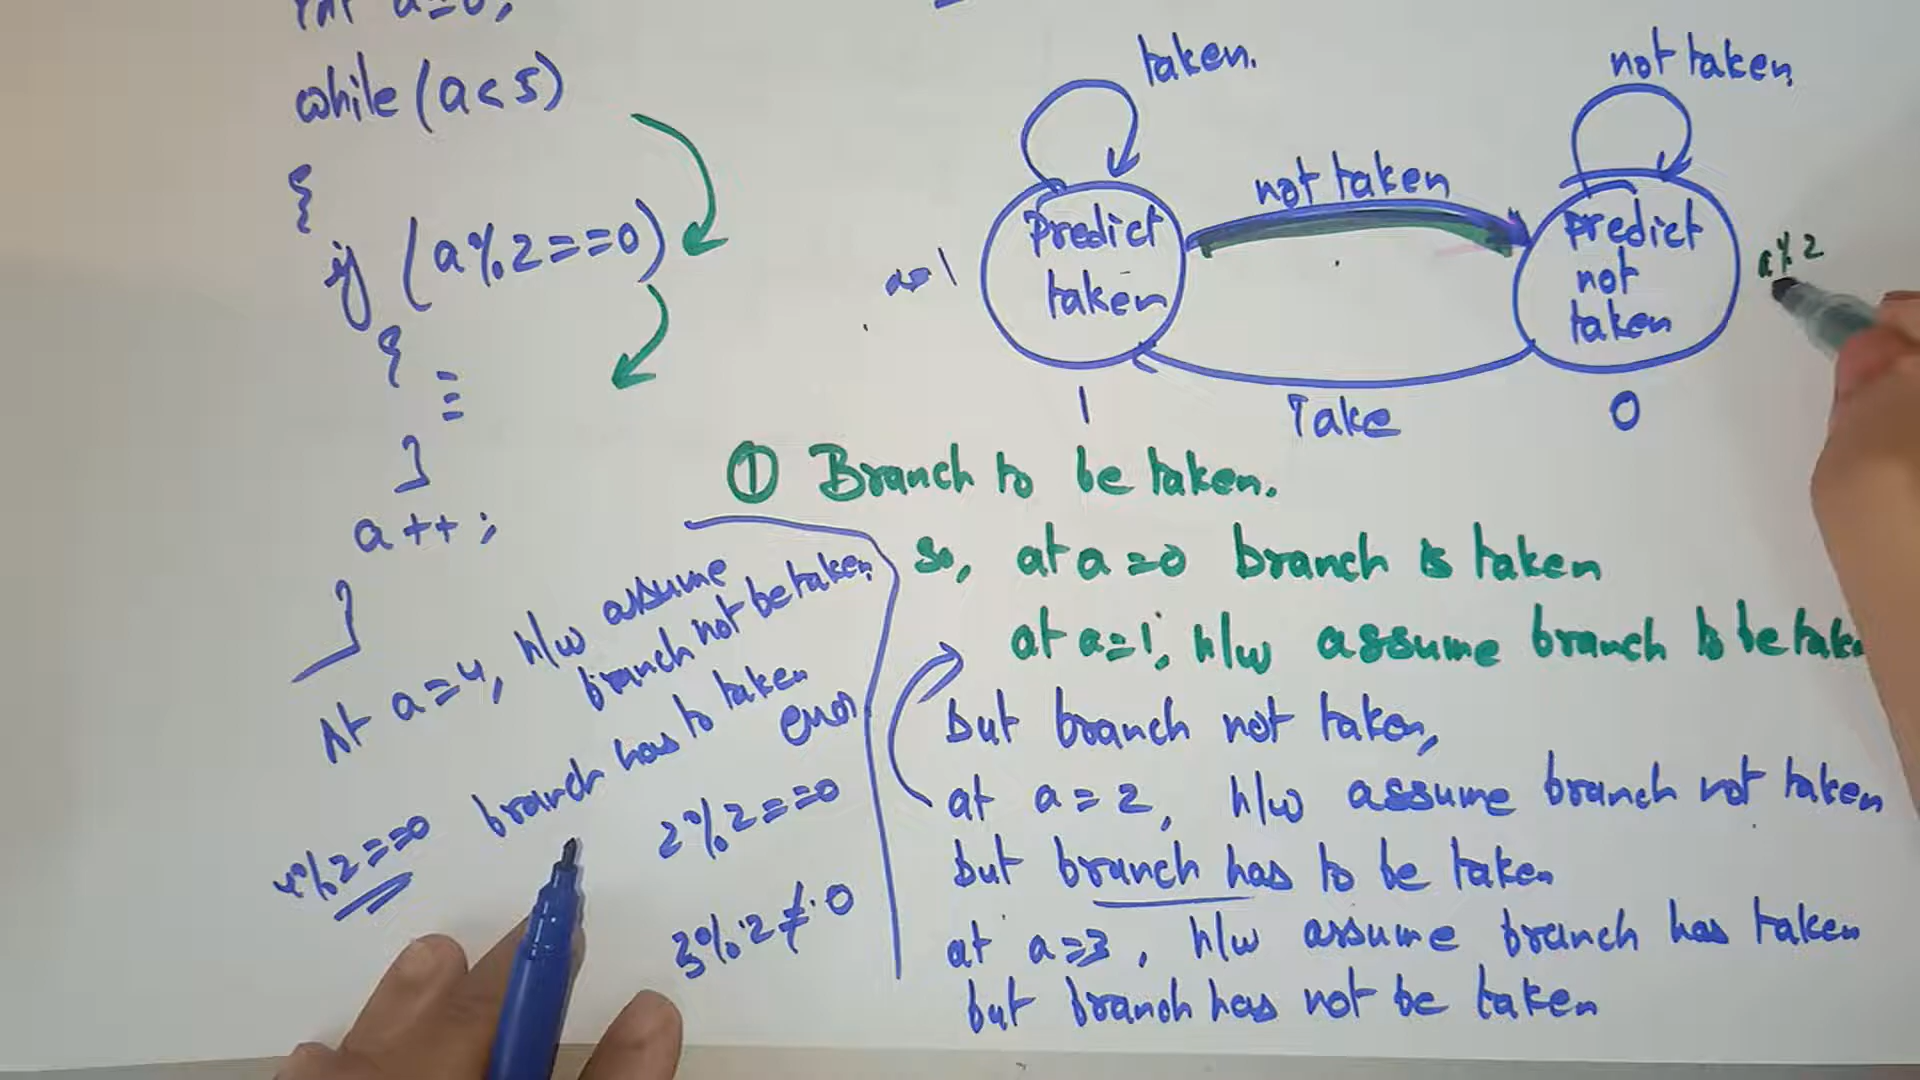 int a=0;
while (a<5)
{
if (a%2==0)
{
}
a++;
}
taken.
not taken
not taken
Predict
taken
a=1
1
Predict
not
taken
a%2
0
Take
① Branch to be taken.
So, at a=0 branch is taken
at a=1, h/w assume branch to be take
but branch not taken,
at a=2, h/w assume branch not taken
but branch has to be taken
at a=3, h/w assume branch has taken
but branch has not be taken
At a=4, h/w assume
branch not be taken
branch has to taken
error
4%2==0
2%2==0
3%2≠0